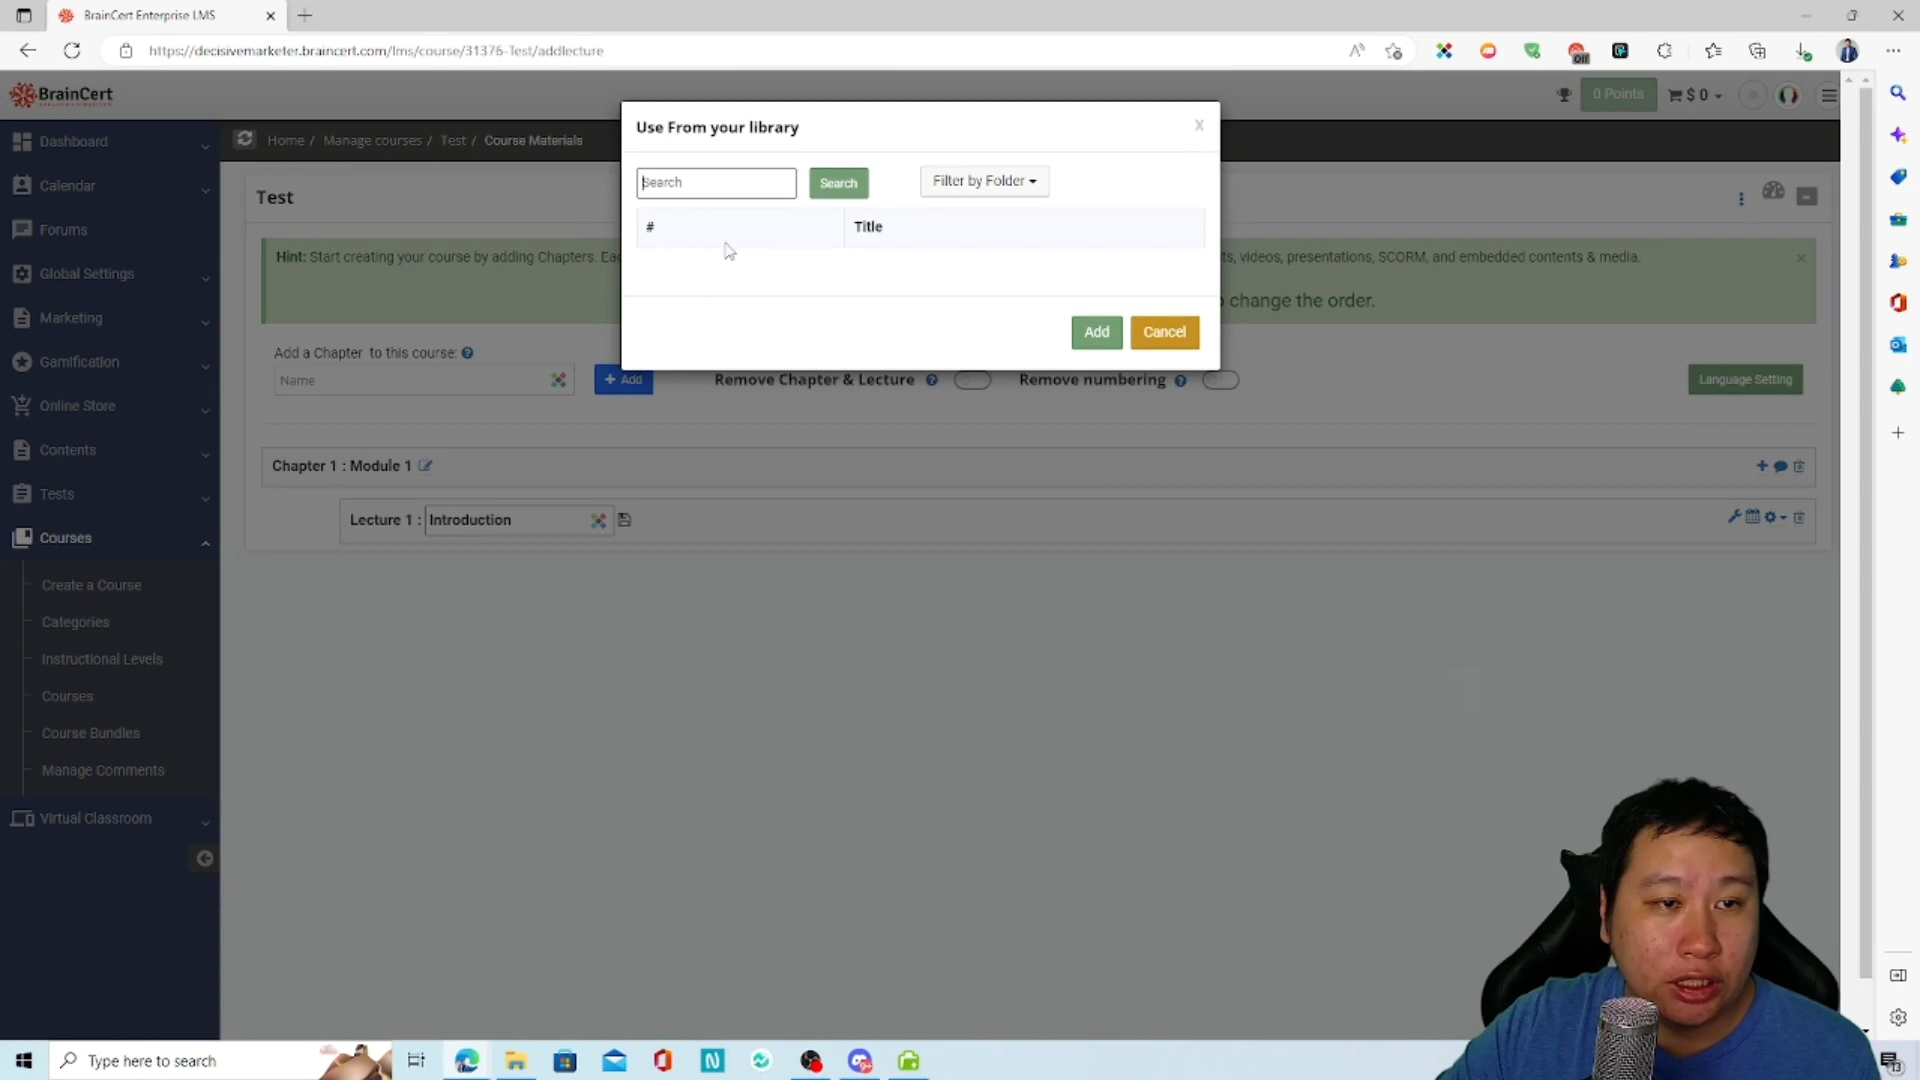 BrainCert Enterprise LMS
https://decisivemarketer.braincert.com/lms/course/31376-Test/addlecture
BrainCert
0 Points
$ 0
Dashboard
Calendar
Forums
Global Settings
Marketing
Gamification
Online Store
Contents
Tests
Courses
Create a Course
Categories
Instructional Levels
Courses
Course Bundles
Manage Comments
Virtual Classroom
Home / Manage courses / Test / Course Materials
Test
Hint: Start creating your course by adding Chapters. Ea
ts, videos, presentations, SCORM, and embedded contents & media.
change the order.
Use From your library
X
Search
Search
Filter by Folder
# Title
Add
Cancel
Add a Chapter to this course:
Name
+ Add
Remove Chapter & Lecture
Remove numbering
Language Setting
Chapter 1 : Module 1
Lecture 1 : Introduction
Type here to search
off
13